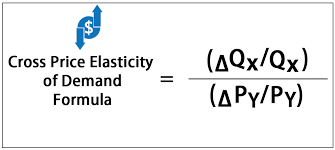 $
Cross Price Elasticity
of Demand
Formula
=
(ΔQx/Qx)
(ΔPY/PY)